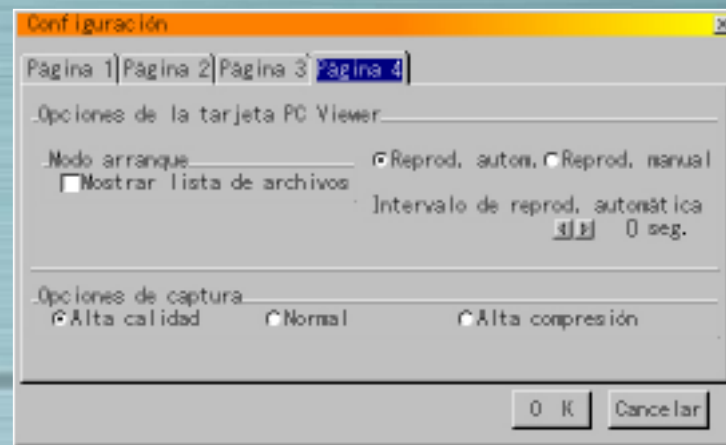 Configuración
Página 1 Página 2 Página 3 Página 4
Opciones de la tarjeta PC Viewer
Modo arranque
Mostrar lista de archivos
Reprod. autom. Reprod. manual
Intervalo de reprod. automática
0 seg.
Opciones de captura
Alta calidad Normal Alta compresión
O K Cancelar